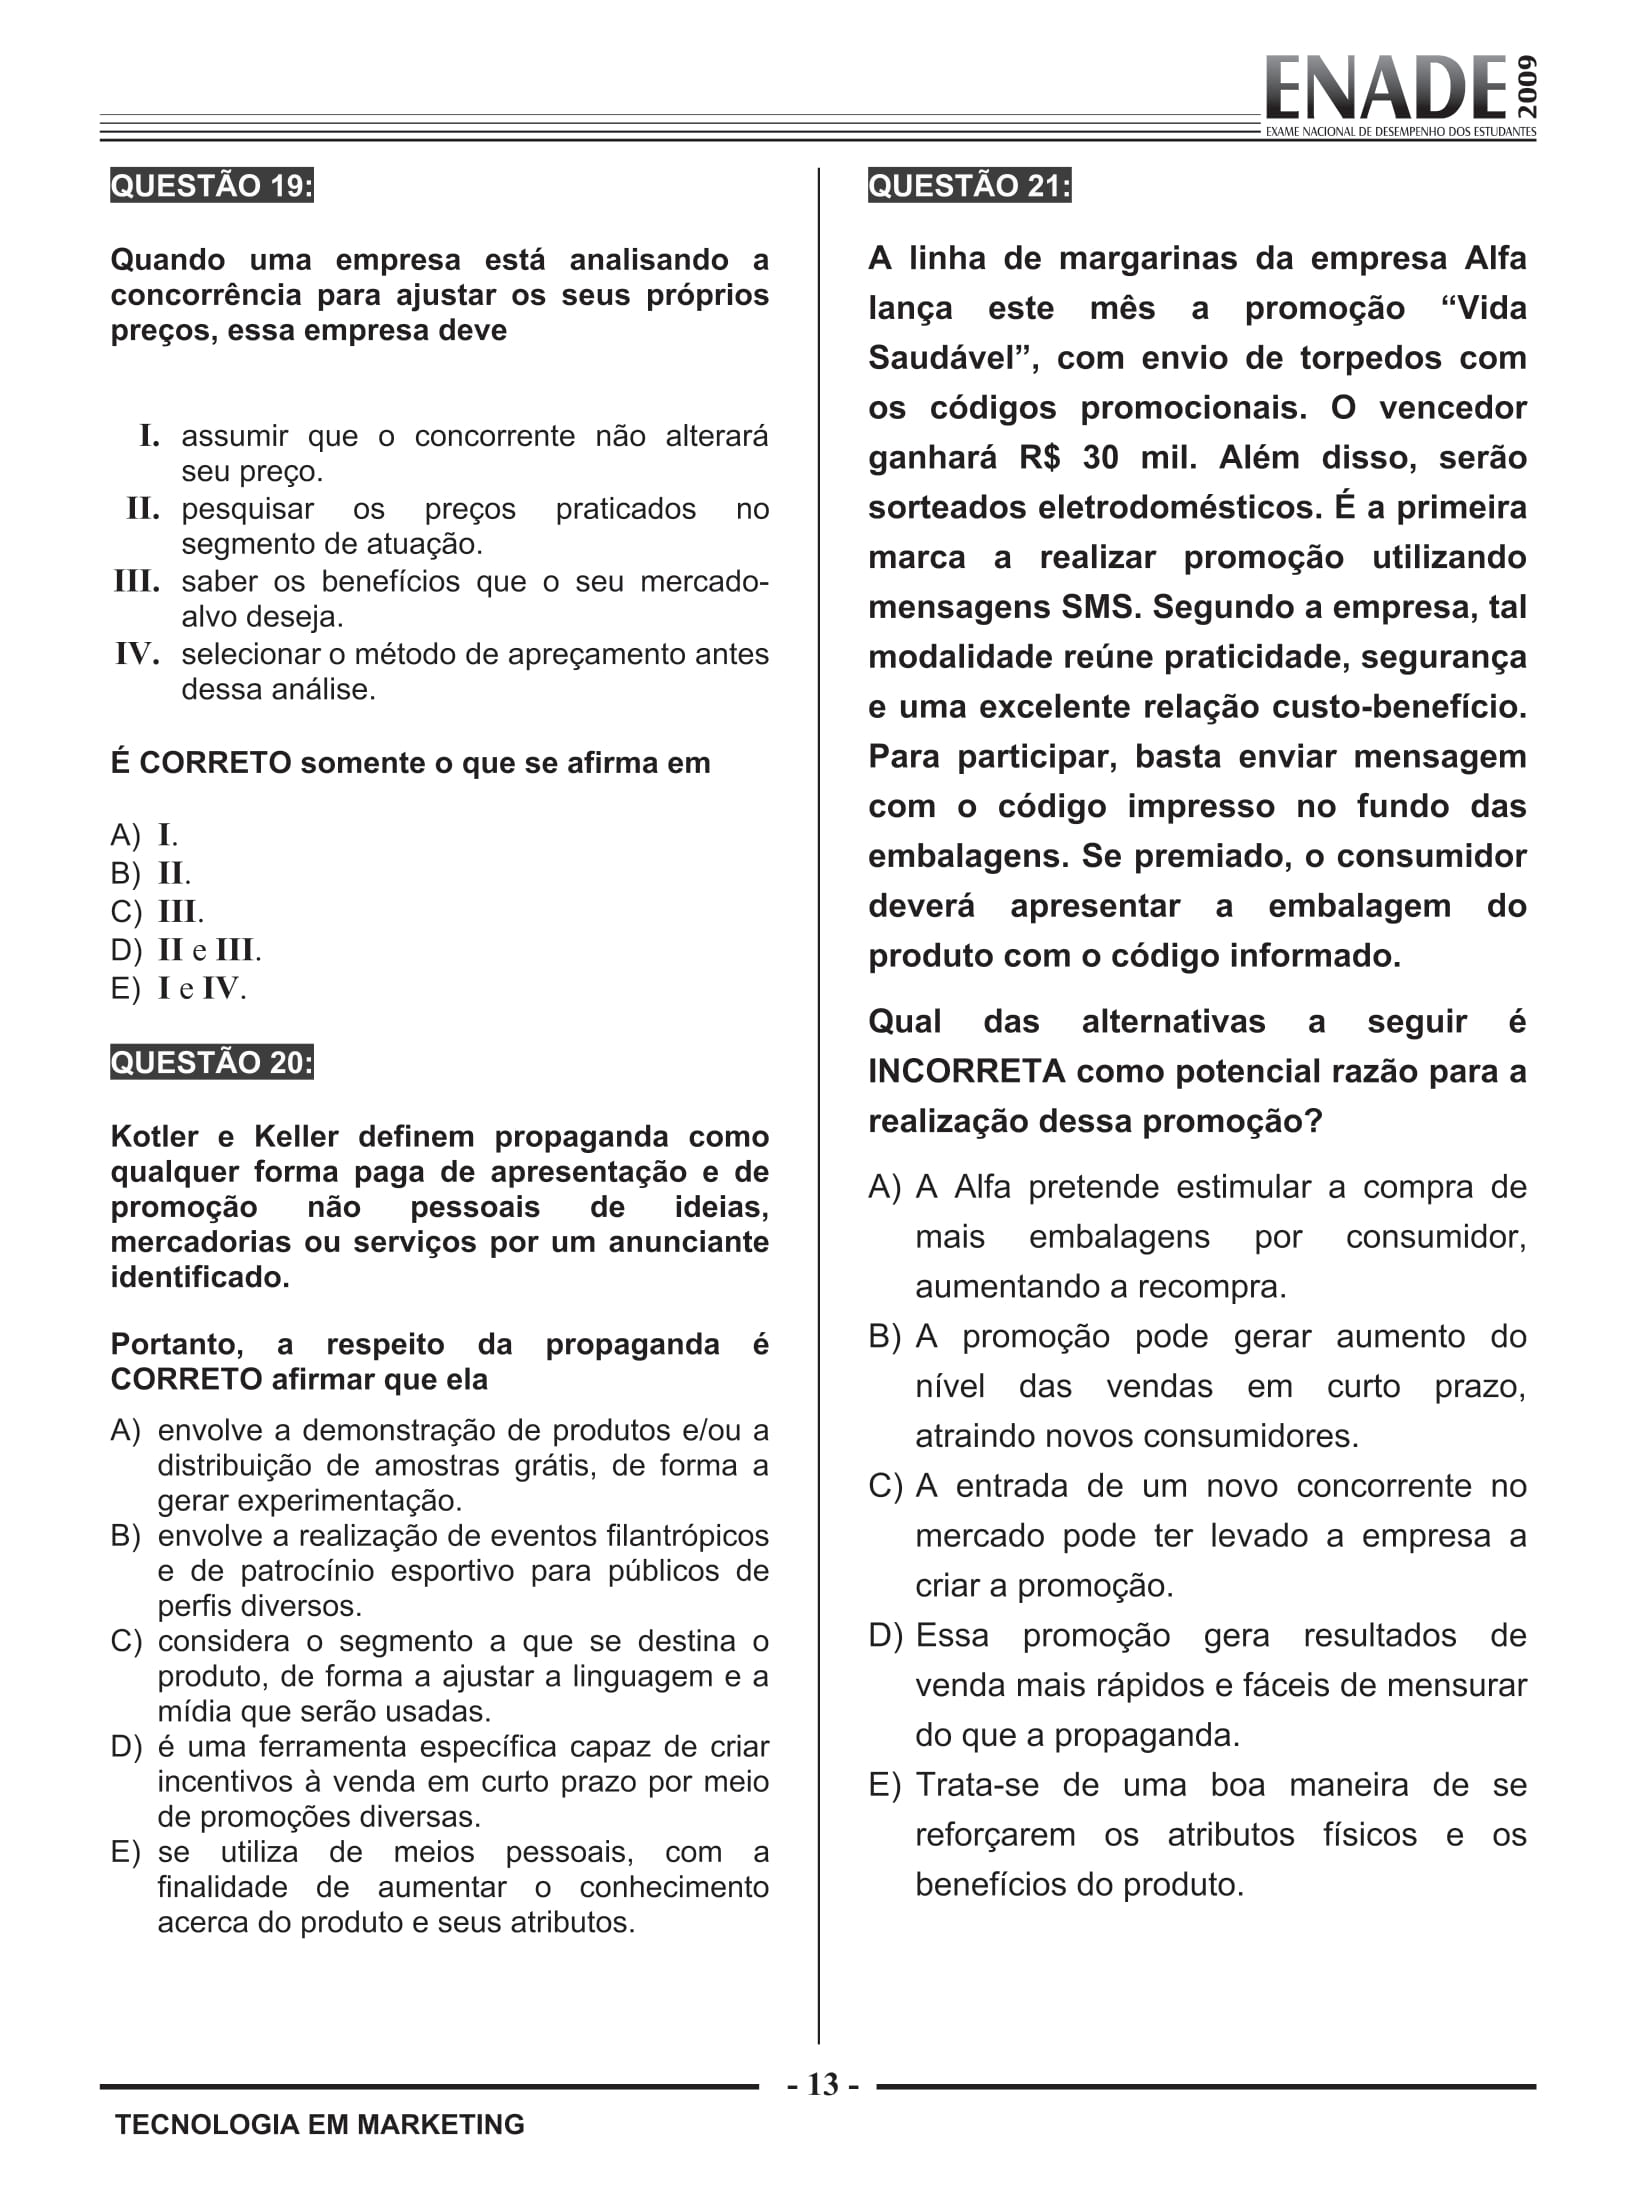 ENADE
2009
EXAME NACIONAL DE DESEMPENHO DOS ESTUDANTES
QUESTÃO 19:
Quando uma empresa está analisando a
concorrência para ajustar os seus próprios
preços, essa empresa deve
I. assumir que o concorrente não alterará
seu preço.
II. pesquisar os preços praticados no
segmento de atuação.
III. saber os benefícios que o seu mercado-
alvo deseja.
IV. selecionar o método de apreçamento antes
dessa análise.
É CORRETO somente o que se afirma em
A) I.
B) II.
C) III.
D) II e III.
E) I e IV.
QUESTÃO 20:
Kotler e Keller definem propaganda como
qualquer forma paga de apresentação e de
promoção não pessoais de ideias,
mercadorias ou serviços por um anunciante
identificado.
Portanto, a respeito da propaganda é
CORRETO afirmar que ela
A) envolve a demonstração de produtos e/ou a
distribuição de amostras grátis, de forma a
gerar experimentação.
B) envolve a realização de eventos filantrópicos
e de patrocínio esportivo para públicos de
perfis diversos.
C) considera o segmento a que se destina o
produto, de forma a ajustar a linguagem e a
mídia que serão usadas.
D) é uma ferramenta específica capaz de criar
incentivos à venda em curto prazo por meio
de promoções diversas.
E) se utiliza de meios pessoais, com a
finalidade de aumentar o conhecimento
acerca do produto e seus atributos.
QUESTÃO 21:
A linha de margarinas da empresa Alfa
lança este mês a promoção “Vida
Saudável”, com envio de torpedos com
os códigos promocionais. O vencedor
ganhará R$ 30 mil. Além disso, serão
sorteados eletrodomésticos. É a primeira
marca a realizar promoção utilizando
mensagens SMS. Segundo a empresa, tal
modalidade reúne praticidade, segurança
e uma excelente relação custo-benefício.
Para participar, basta enviar mensagem
com o código impresso no fundo das
embalagens. Se premiado, o consumidor
deverá apresentar a embalagem do
produto com o código informado.
Qual das alternativas a seguir é
INCORRETA como potencial razão para a
realização dessa promoção?
A) A Alfa pretende estimular a compra de
mais embalagens por consumidor,
aumentando a recompra.
B) A promoção pode gerar aumento do
nível das vendas em curto prazo,
atraindo novos consumidores.
C) A entrada de um novo concorrente no
mercado pode ter levado a empresa a
criar a promoção.
D) Essa promoção gera resultados de
venda mais rápidos e fáceis de mensurar
do que a propaganda.
E) Trata-se de uma boa maneira de se
reforçarem os atributos físicos e os
benefícios do produto.
- 13 -
TECNOLOGIA EM MARKETING